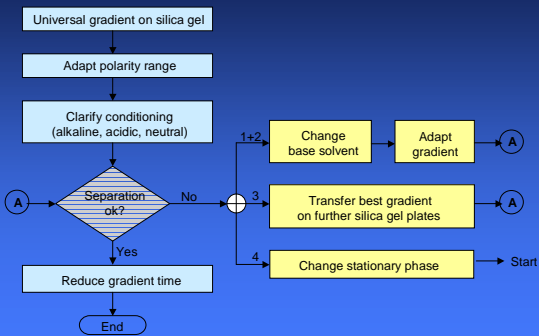 Universal gradient on silica gel
Adapt polarity range
Clarify conditioning
(alkaline, acidic, neutral)
1+2
Change
base solvent
Adapt
gradient
A
A
Separation
ok?
No
3
Transfer best gradient
on further silica gel plates
A
Yes
4
Change stationary phase
Start
Reduce gradient time
End